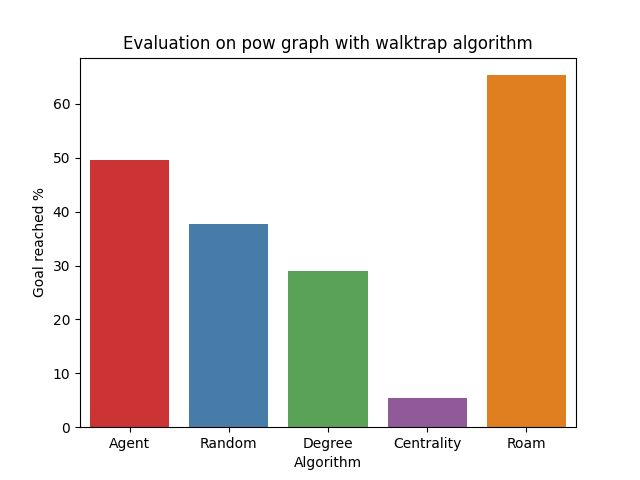 Evaluation on pow graph with walktrap algorithm
Goal reached %
60
50
40
30
20
10
0
Agent Random Degree Centrality Roam
Algorithm